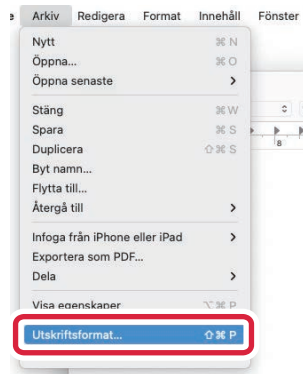 Arkiv Redigera Format Innehåll Fönster
Nytt ⌘ N
Öppna... ⌘ O
Öppna senaste >
Stäng ⌘ W
Spara ⌘ S
Duplicera ⇧ ⌘ S
Byt namn...
Flytta till...
Återgå till >
Infoga från iPhone eller iPad >
Exportera som PDF...
Dela >
Visa egenskaper ⌥ ⌘ P
Utskriftsformat... ⇧ ⌘ P
8